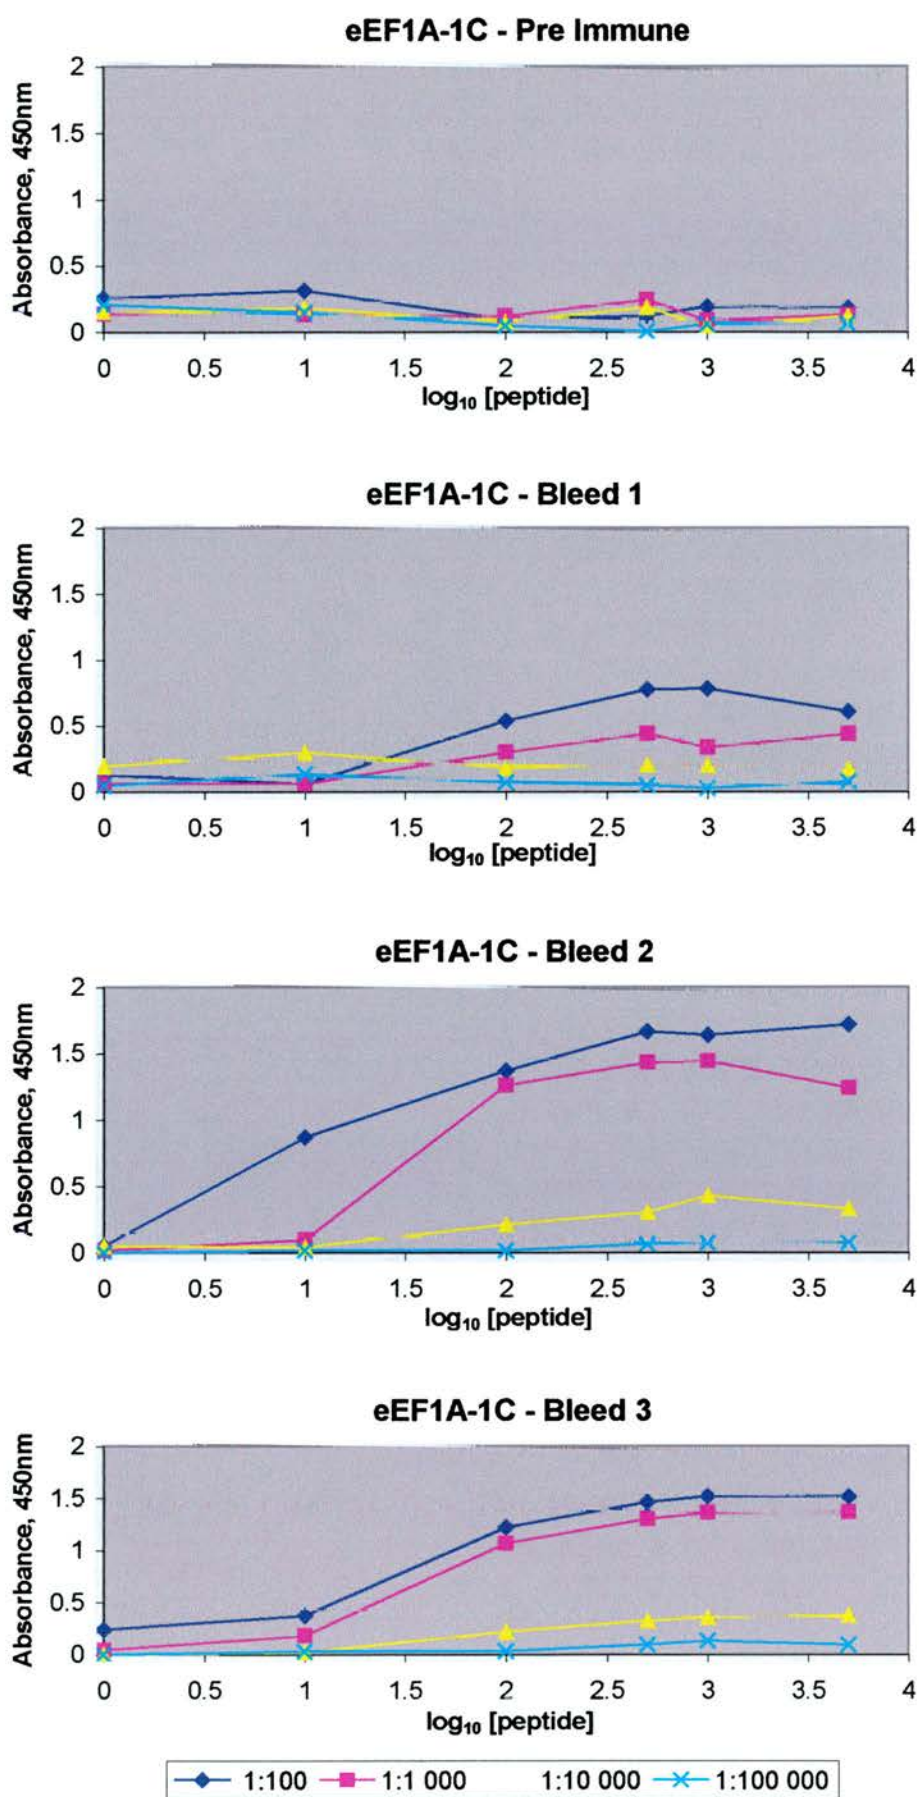 eEF1A-1C - Pre Immune
Absorbance, 450nm
2
1.5
1
0.5
0
0 0.5 1 1.5 2 2.5 3 3.5 4
log₁₀ [peptide]
eEF1A-1C - Bleed 1
Absorbance, 450nm
2
1.5
1
0.5
0
0 0.5 1 1.5 2 2.5 3 3.5 4
log₁₀ [peptide]
eEF1A-1C - Bleed 2
Absorbance, 450nm
2
1.5
1
0.5
0
0 0.5 1 1.5 2 2.5 3 3.5 4
log₁₀ [peptide]
eEF1A-1C - Bleed 3
Absorbance, 450nm
2
1.5
1
0.5
0
0 0.5 1 1.5 2 2.5 3 3.5 4
log₁₀ [peptide]
1:100 1:1 000 1:10 000 1:100 000